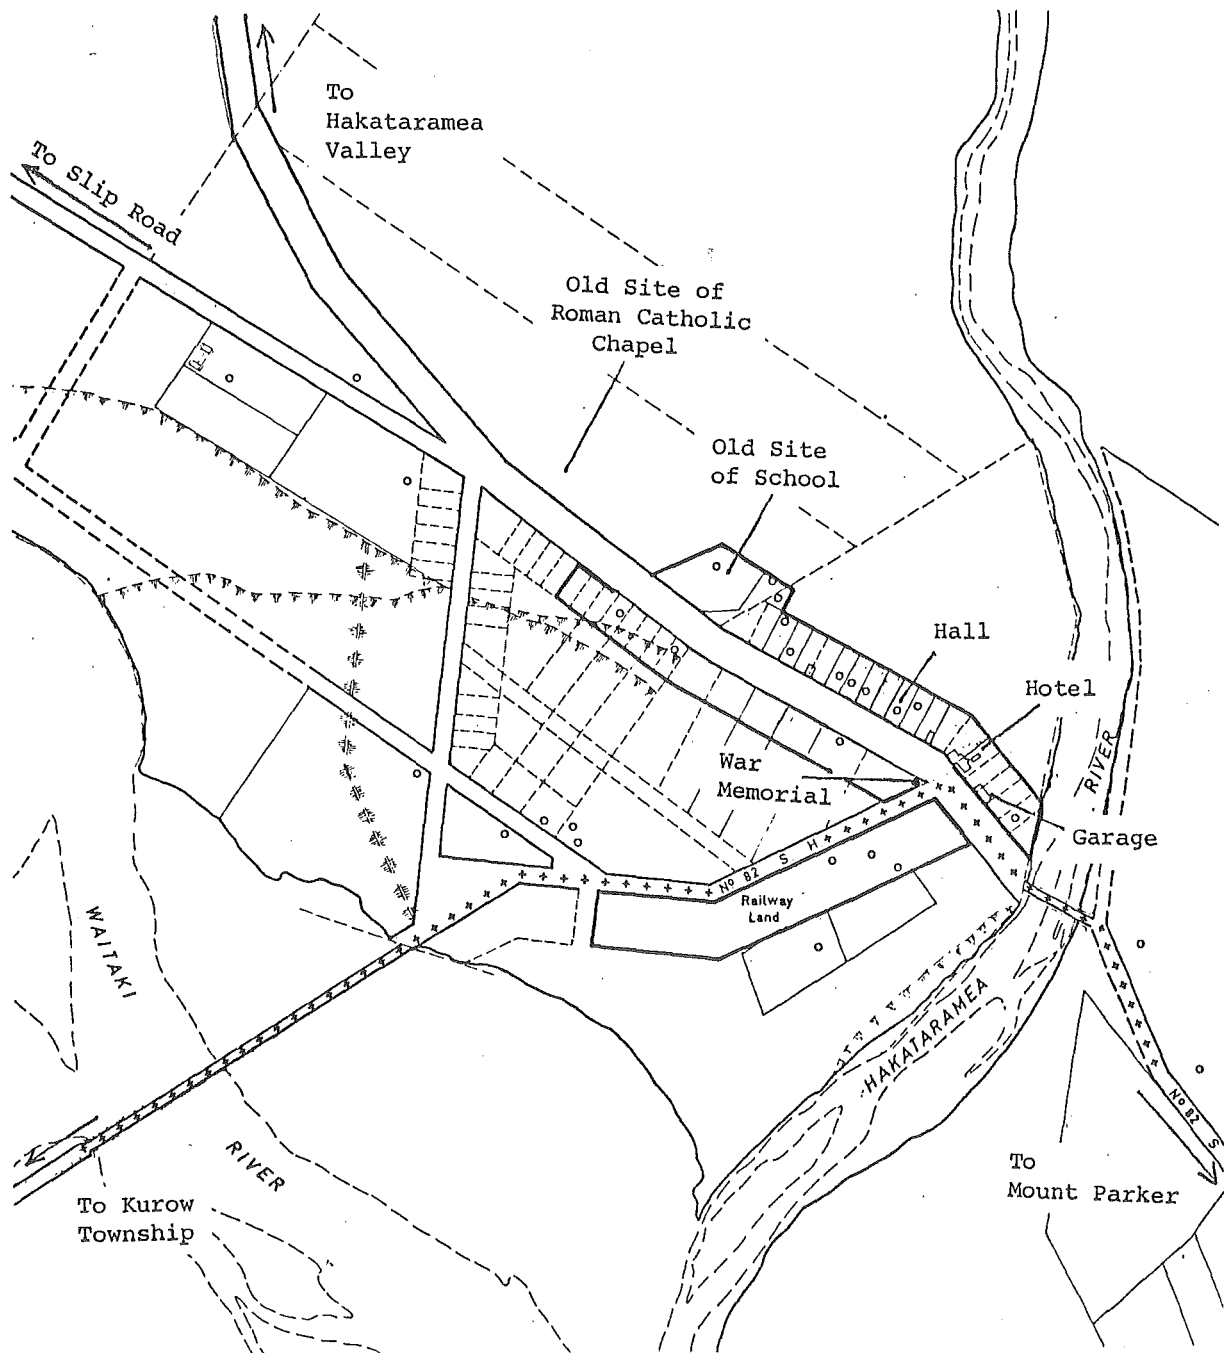 To
Hakataramea
Valley
To Slip Road
Old Site of
Roman Catholic
Chapel
Old Site
of School
Hall
Hotel
RIVER
War
Memorial
Garage
No 82 S H
Railway
Land
WAITAKI
HAKATARAMEA
No 82 S
RIVER
To
Mount Parker
To Kurow
Township